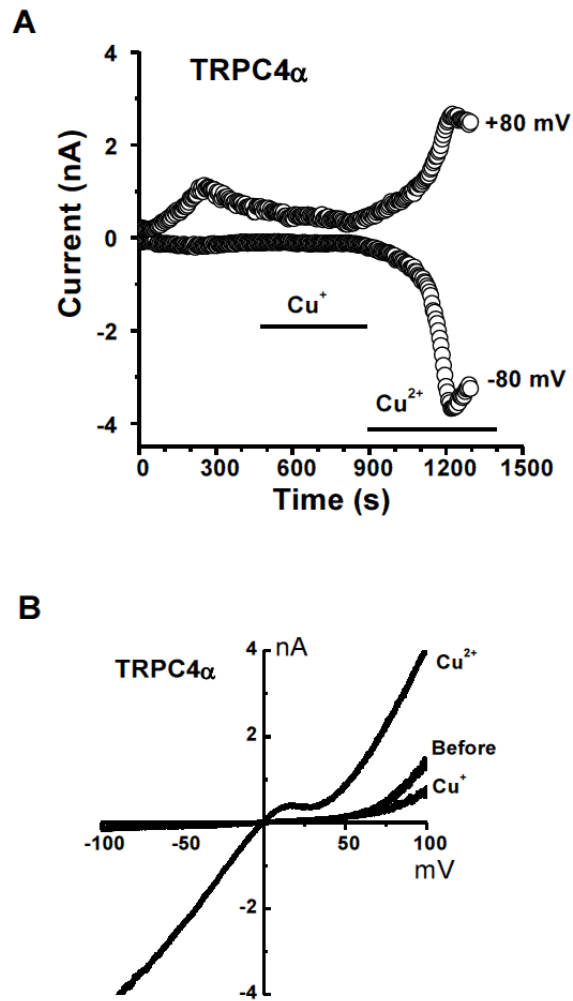 A
TRPC4α
4
2
0
-2
-4
Current (nA)
+80 mV
Cu⁺
-80 mV
Cu²⁺
0 300 600 900 1200 1500
Time (s)
B
TRPC4α
4 nA
Cu²⁺
2
Before
Cu⁺
-100 -50 50 100
mV
-2
-4